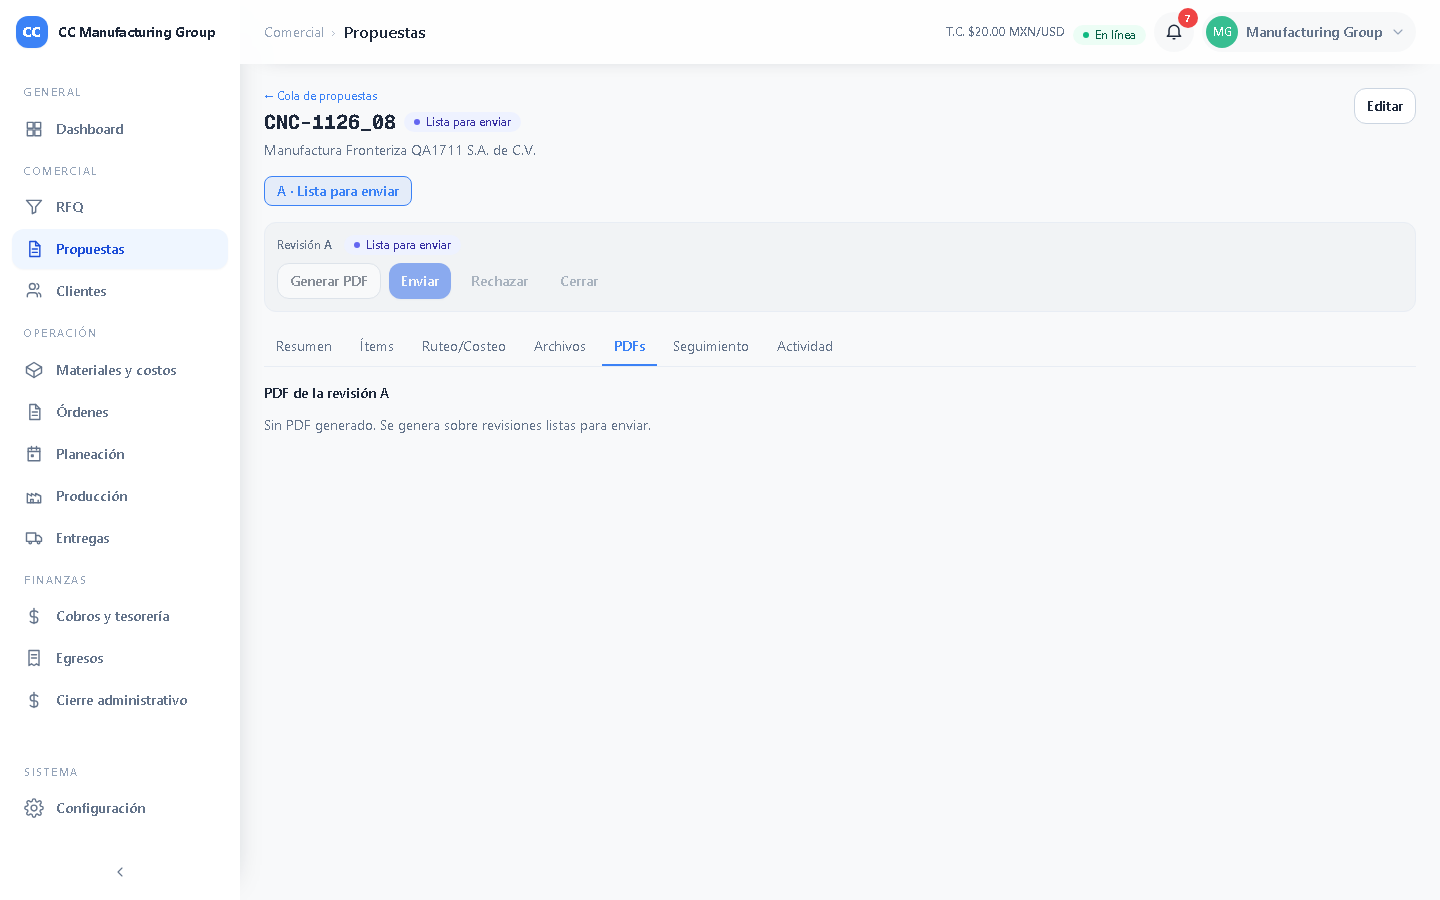 CC
CC Manufacturing Group
Comercial › Propuestas
T.C. $20.00 MXN/USD
En línea
7
MG
Manufacturing Group
GENERAL
Dashboard
COMERCIAL
RFQ
Propuestas
Clientes
OPERACIÓN
Materiales y costos
Órdenes
Planeación
Producción
Entregas
FINANZAS
Cobros y tesorería
Egresos
Cierre administrativo
SISTEMA
Configuración
← Cola de propuestas
CNC-1126_08
Lista para enviar
Editar
Manufactura Fronteriza QA1711 S.A. de C.V.
A · Lista para enviar
Revisión A
Lista para enviar
Generar PDF
Enviar
Rechazar
Cerrar
Resumen
Ítems
Ruteo/Costeo
Archivos
PDFs
Seguimiento
Actividad
PDF de la revisión A
Sin PDF generado. Se genera sobre revisiones listas para enviar.